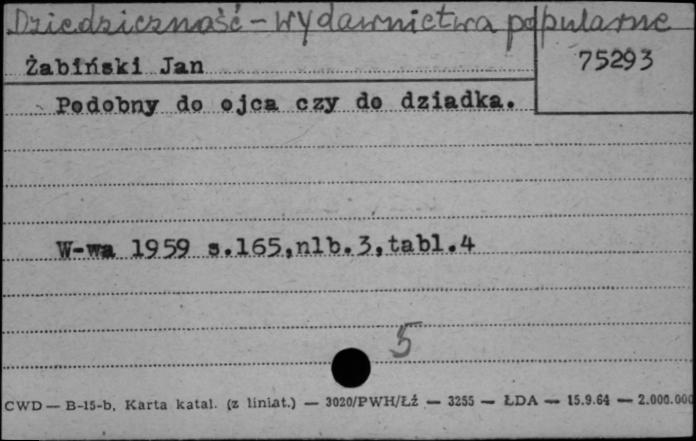 Dziedziczność - wydawnictwa popularne
Żabiński Jan
75293
Podobny do ojca czy do dziadka.
W-wa 1959 s.165,nlb.3,tabl.4
5
CWD — B-15-b, Karta katal. (z liniat.) — 3020/PWH/Łź — 3255 — ŁDA — 15.9.64 — 2.000.000